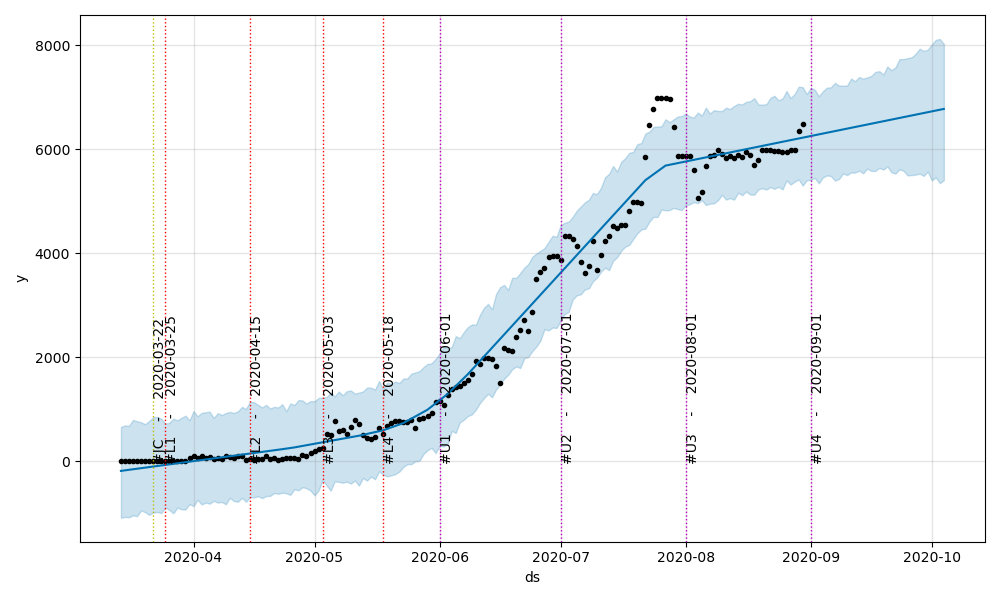 8000
6000
4000
2000
0
y
#JC - 2020-03-22
#L1 - 2020-03-25
#L2 - 2020-04-15
#L3 - 2020-05-03
#L4 - 2020-05-18
#U1 - 2020-06-01
#U2 - 2020-07-01
#U3 - 2020-08-01
#U4 - 2020-09-01
2020-04
2020-05
2020-06
2020-07
2020-08
2020-09
2020-10
ds